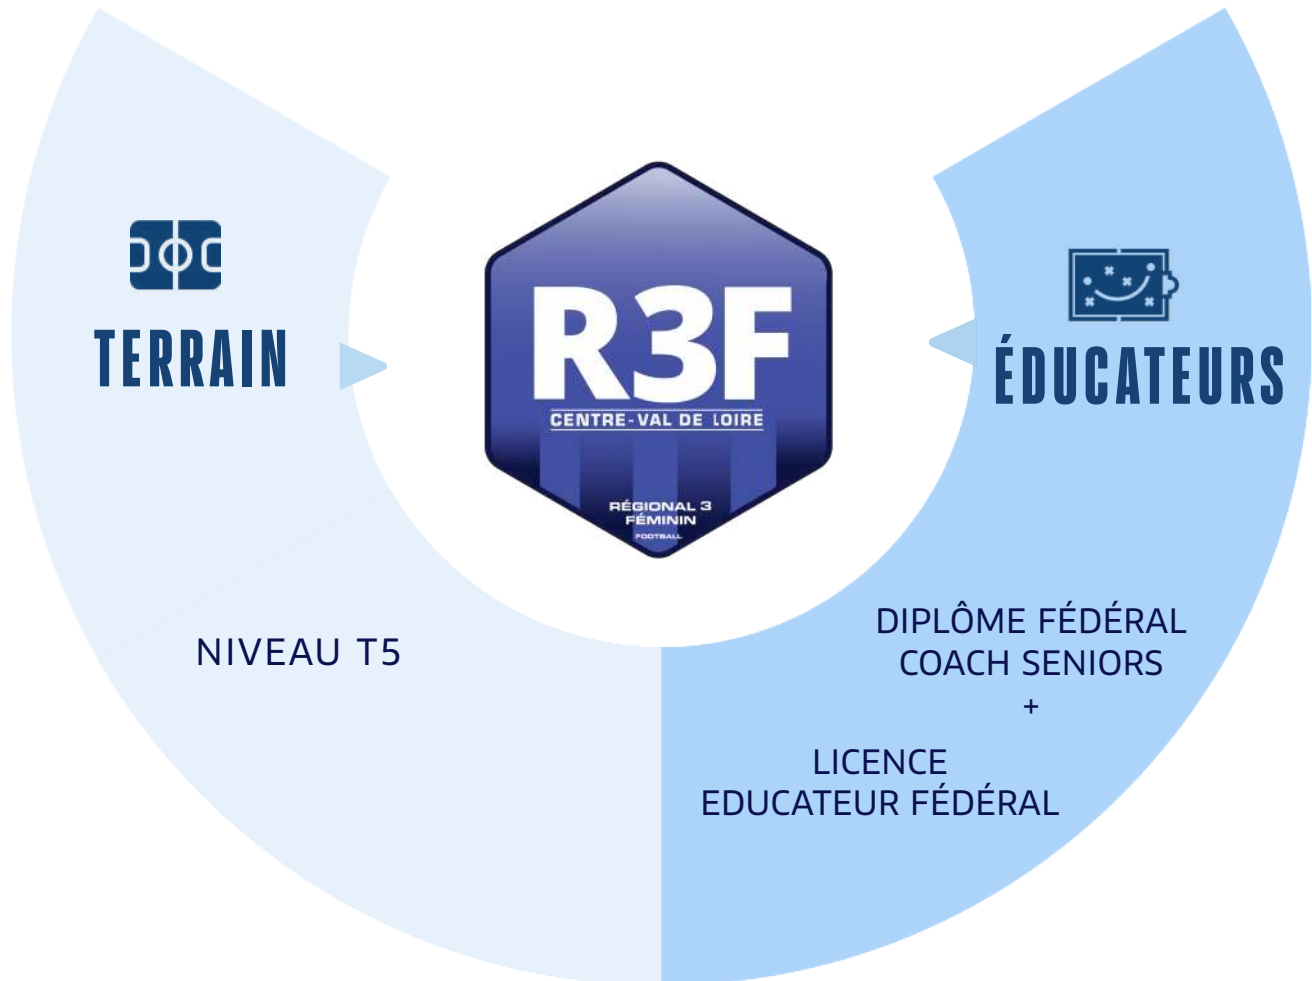 TERRAIN
NIVEAU T5
R3F
CENTRE-VAL DE LOIRE
RÉGIONAL 3
FÉMININ
FOOTBALL
ÉDUCATEURS
DIPLÔME FÉDÉRAL
COACH SENIORS
+
LICENCE
EDUCATEUR FÉDÉRAL